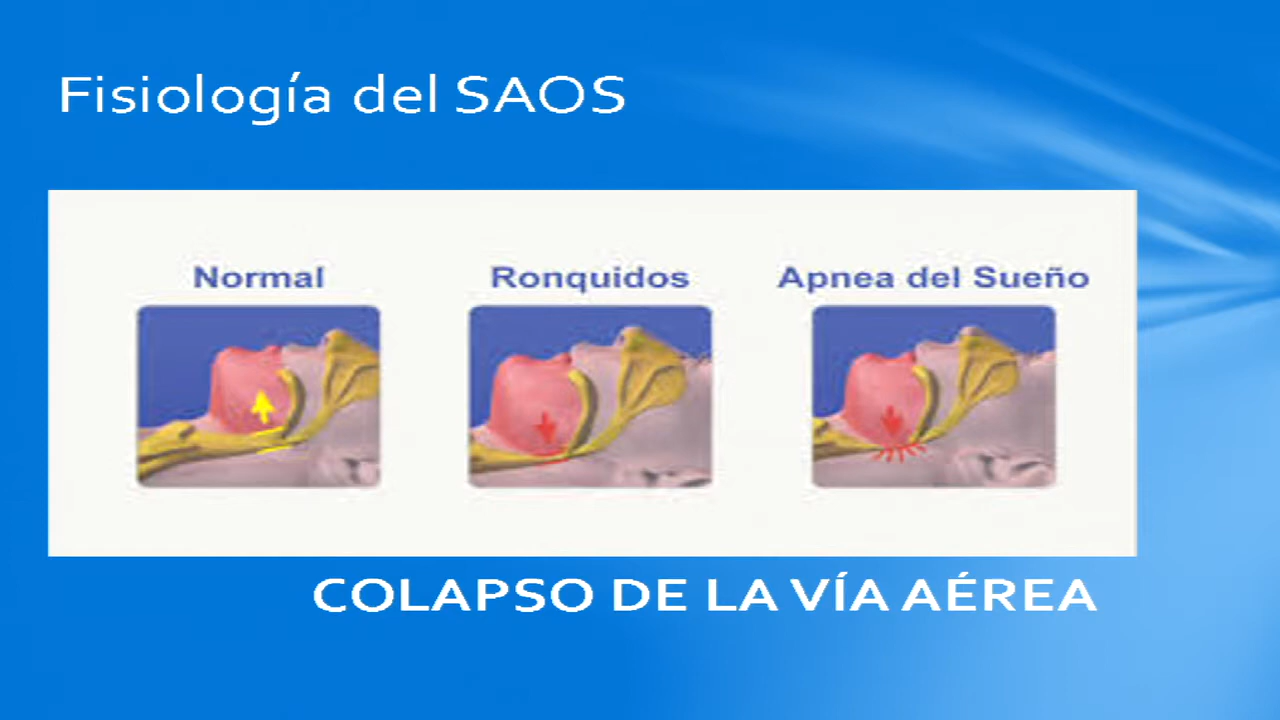 Fisiología del SAOS
Normal
Ronquidos
Apnea del Sueño
COLAPSO DE LA VÍA AÉREA